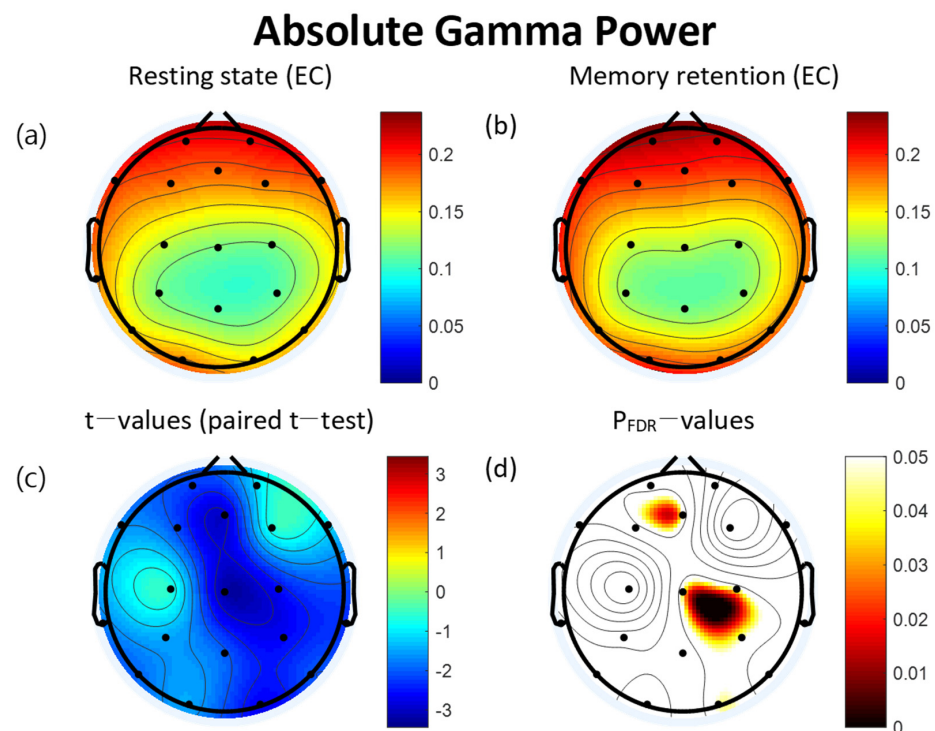 Absolute Gamma Power
Resting state (EC)
Memory retention (EC)
(a)
0.2
0.15
0.1
0.05
0
(b)
0.2
0.15
0.1
0.05
0
t—values (paired t—test)
P_FDR—values
(c)
3
2
1
0
-1
-2
-3
(d)
0.05
0.04
0.03
0.02
0.01
0